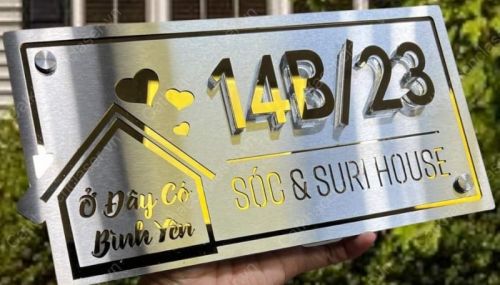 14B/23
SÓC & SURI HOUSE
Ở Đây Có
Bình Yên